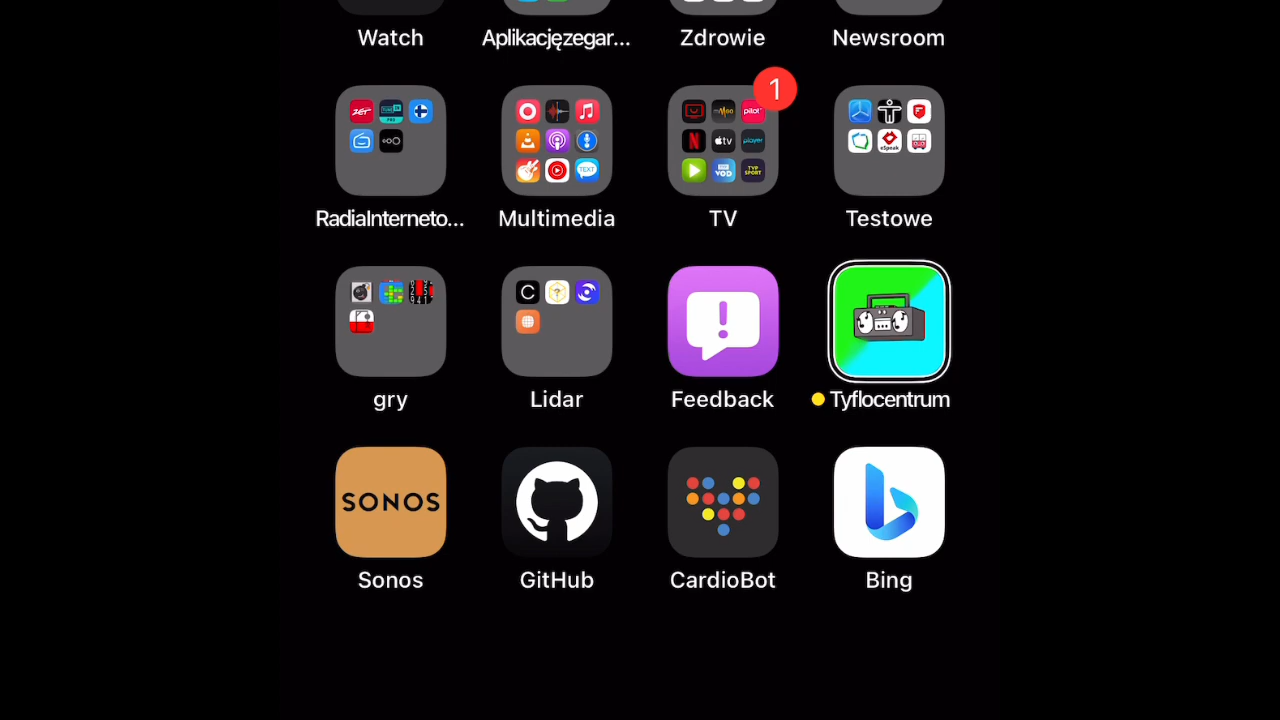 Watch Aplikacjęzegar... Zdrowie Newsroom
1
RadiaInterneto... Multimedia TV Testowe
gry Lidar Feedback Tyflocentrum
SONOS
Sonos GitHub CardioBot Bing